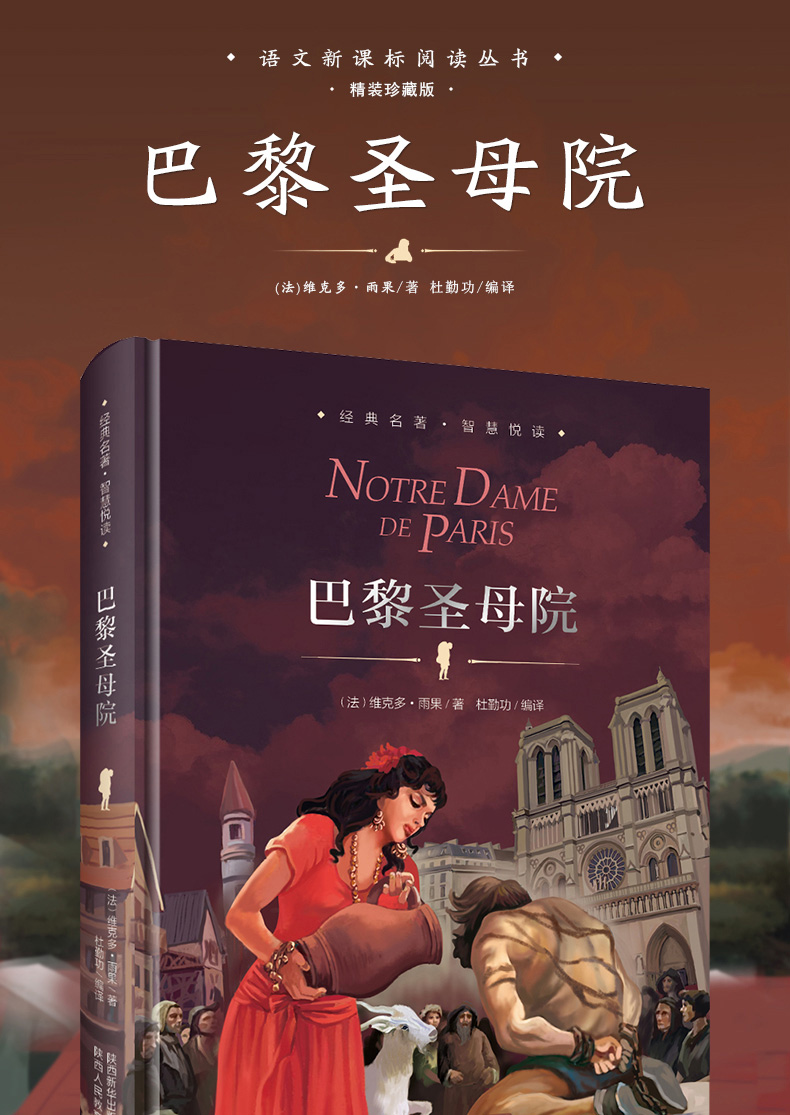 语文新课标阅读丛书
·精装珍藏版·
巴黎圣母院
(法)维克多·雨果/著 杜勤功/编译
经典名著·智慧悦读
NOTRE DAME
DE PARIS
巴黎圣母院
（法）维克多·雨果/著 杜勤功/编译
经典名著·智慧悦读
巴黎圣母院
（法）维克多·雨果/著
杜勤功/编译
陕西新华出版
陕西人民教